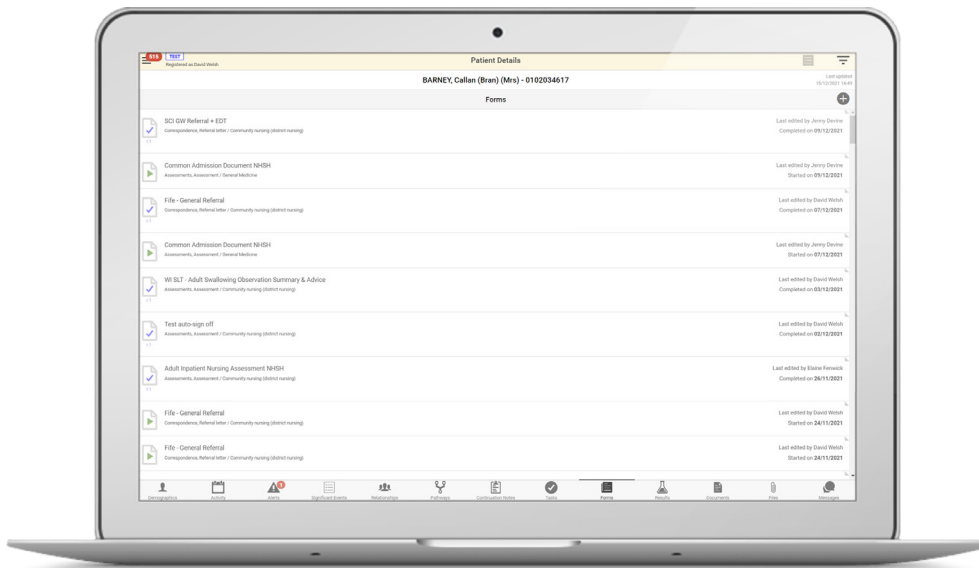 515 TEST
Registered as David Welsh
Patient Details
BARNEY, Callan (Bran) (Mrs) - 0102034617
Last updated
Forms
SCI GW Referral + EDT
Correspondence, Referral letter / Community nursing (district nursing)
Last edited by Jenny Devine
Completed on 09/12/2021
Common Admission Document NHSH
Assessments, Assessment / General Medicine
Last edited by Jenny Devine
Started on 09/12/2021
Fife - General Referral
Correspondence, Referral letter / Community nursing (district nursing)
Last edited by David Welsh
Completed on 07/12/2021
Common Admission Document NHSH
Assessments, Assessment / General Medicine
Last edited by Jenny Devine
Started on 07/12/2021
WI SLT - Adult Swallowing Observation Summary & Advice
Assessments, Assessment / Community nursing (district nursing)
Last edited by David Welsh
Completed on 03/12/2021
Test auto-sign off
Assessments, Assessment / Community nursing (district nursing)
Last edited by David Welsh
Completed on 02/12/2021
Adult Inpatient Nursing Assessment NHSH
Assessments, Assessment / Community nursing (district nursing)
Last edited by Elaine Fenwick
Completed on 26/11/2021
Fife - General Referral
Correspondence, Referral letter / Community nursing (district nursing)
Last edited by David Welsh
Started on 24/11/2021
Fife - General Referral
Correspondence, Referral letter / Community nursing (district nursing)
Last edited by David Welsh
Started on 24/11/2021
1
Demographics Activity Alerts Significant Events Relationships Pathways Continuation Notes Tasks Forms Results Documents Files Messages